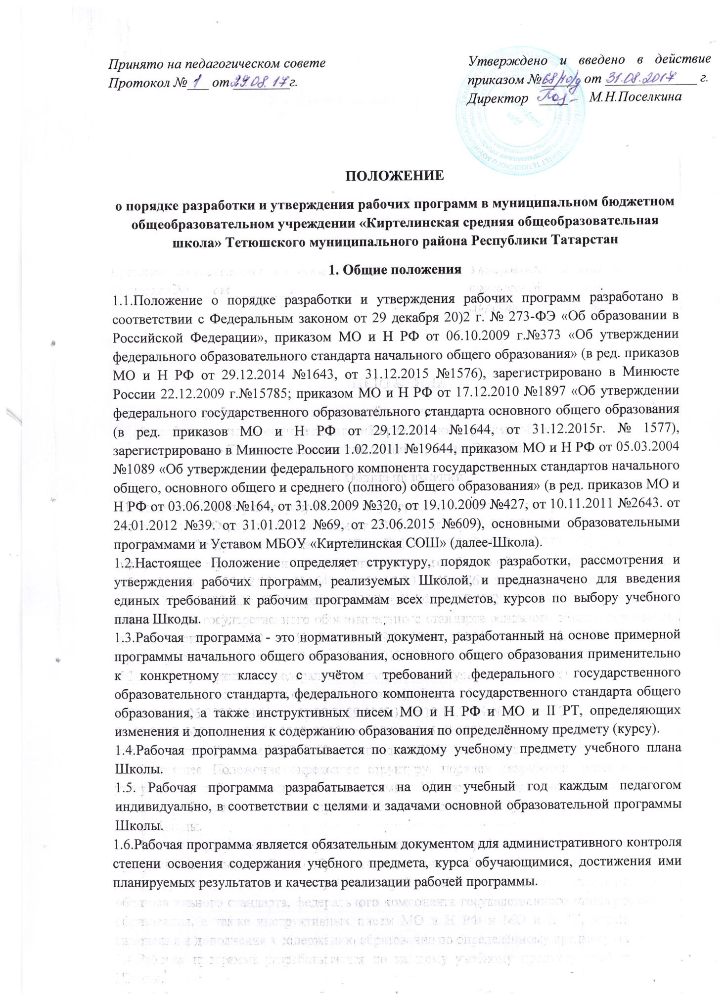 Принято на педагогическом совете
Протокол № 1 от 29.08.17г.
Утверждено и введено в действие
приказом №68/10/д от 31.08.2017 г.
Директор М.Н.Поселкина
ПОЛОЖЕНИЕ
о порядке разработки и утверждения рабочих программ в муниципальном бюджетном
общеобразовательном учреждении «Киртелинская средняя общеобразовательная
школа» Тетюшского муниципального района Республики Татарстан
1. Общие положения
1.1.Положение о порядке разработки и утверждения рабочих программ разработано в
соответствии с Федеральным законом от 29 декабря 20)2 г. № 273-ФЭ «Об образовании в
Российской Федерации», приказом МО и Н РФ от 06.10.2009 г.№373 «Об утверждении
федерального образовательного стандарта начального общего образования» (в ред. приказов
МО и Н РФ от 29.12.2014 №1643, от 31.12.2015 №1576), зарегистрировано в Минюсте
России 22.12.2009 г.№15785; приказом МО и Н РФ от 17.12.2010 №1897 «Об утверждении
федерального государственного образовательного стандарта основного общего образования
(в ред. приказов МО и Н РФ от 29.12.2014 №1644, от 31.12.2015г. № 1577),
зарегистрировано в Минюсте России 1.02.2011 №19644, приказом МО и Н РФ от 05.03.2004
№1089 «Об утверждении федерального компонента государственных стандартов начального
общего, основного общего и среднего (полного) общего образования» (в ред. приказов МО и
Н РФ от 03.06.2008 №164, от 31.08.2009 №320, от 19.10.2009 №427, от 10.11.2011 №2643. от
24.01.2012 №39. от 31.01.2012 №69, от 23.06.2015 №609), основными образовательными
программами и Уставом МБОУ «Киртелинская СОШ» (далее-Школа).
1.2.Настоящее Положение определяет структуру, порядок разработки, рассмотрения и
утверждения рабочих программ, реализуемых Школой, и предназначено для введения
единых требований к рабочим программам всех предметов, курсов по выбору учебного
плана Шкоды.
1.3.Рабочая программа - это нормативный документ, разработанный на основе примерной
программы начального общего образования, основного общего образования применительно
к конкретному классу с учётом требований федерального государственного
образовательного стандарта, федерального компонента государственного стандарта общего
образования, а также инструктивных писем МО и Н РФ и МО и II РТ, определяющих
изменения и дополнения к содержанию образования по определённому предмету (курсу).
1.4.Рабочая программа разрабатывается по каждому учебному предмету учебного плана
Школы.
1.5. Рабочая программа разрабатывается на один учебный год каждым педагогом
индивидуально, в соответствии с целями и задачами основной образовательной программы
Школы.
1.6.Рабочая программа является обязательным документом для административного контроля
степени освоения содержания учебного предмета, курса обучающимися, достижения ими
планируемых результатов и качества реализации рабочей программы.